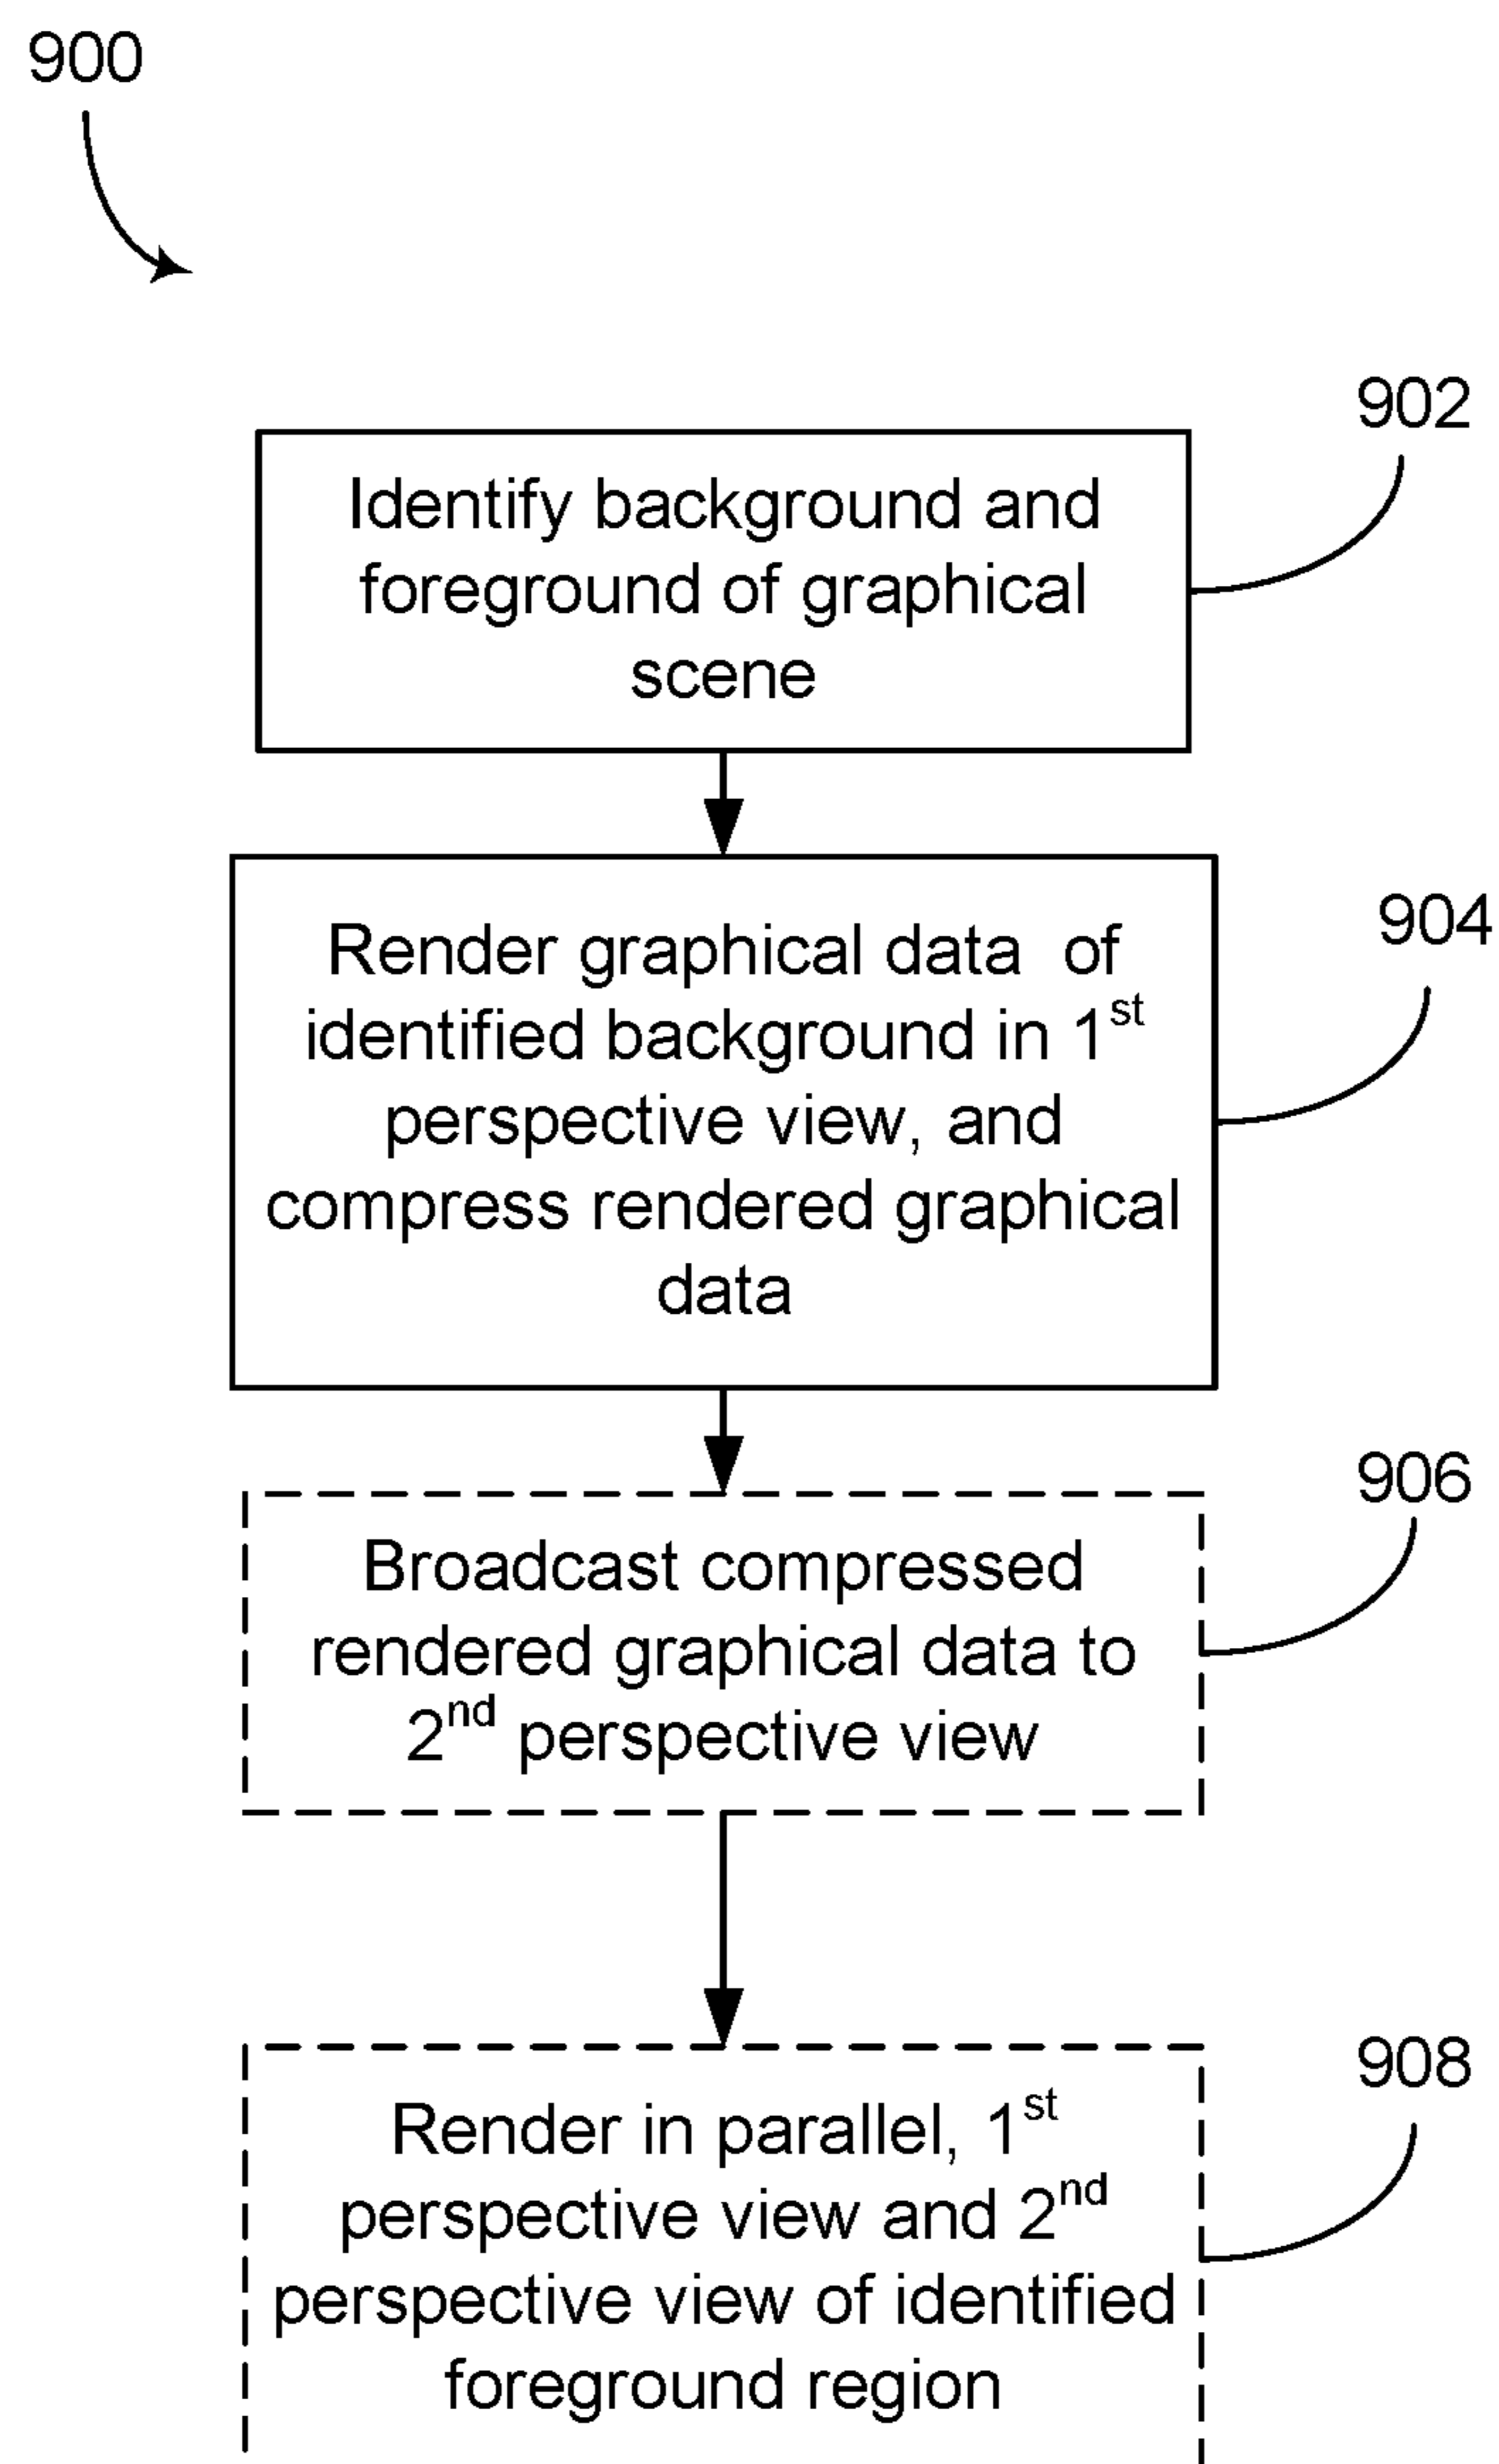 900
902
Identify background and
foreground of graphical
scene
904
Render graphical data of
identified background in 1st
perspective view, and
compress rendered graphical
data
906
Broadcast compressed
rendered graphical data to
2nd perspective view
908
Render in parallel, 1st
perspective view and 2nd
perspective view of identified
foreground region